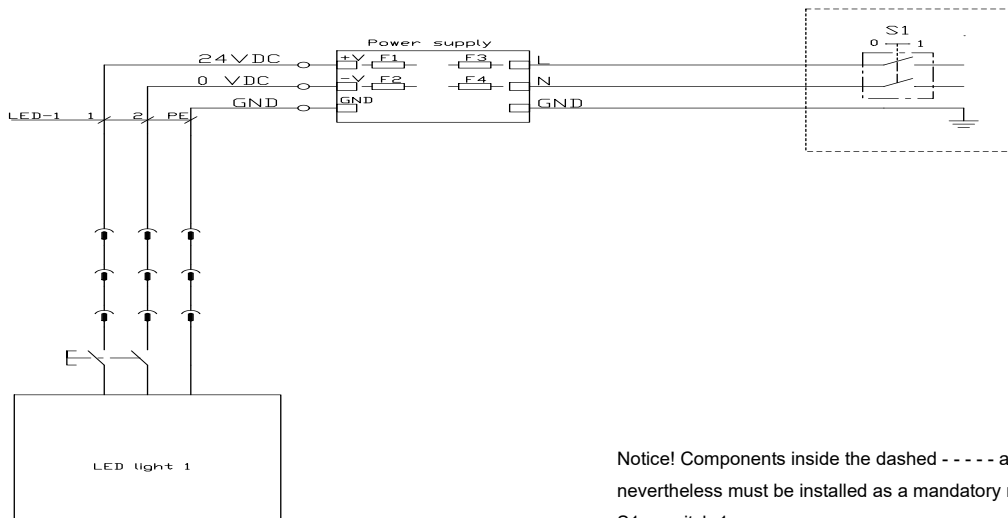 S1
0 1
Power supply
24VDC +V F1 F3 L
0 VDC -V F2 F4 N
GND GND GND
LED-1 1 2 PE
LED light 1
Notice! Components inside the dashed - - - - - a
nevertheless must be installed as a mandatory